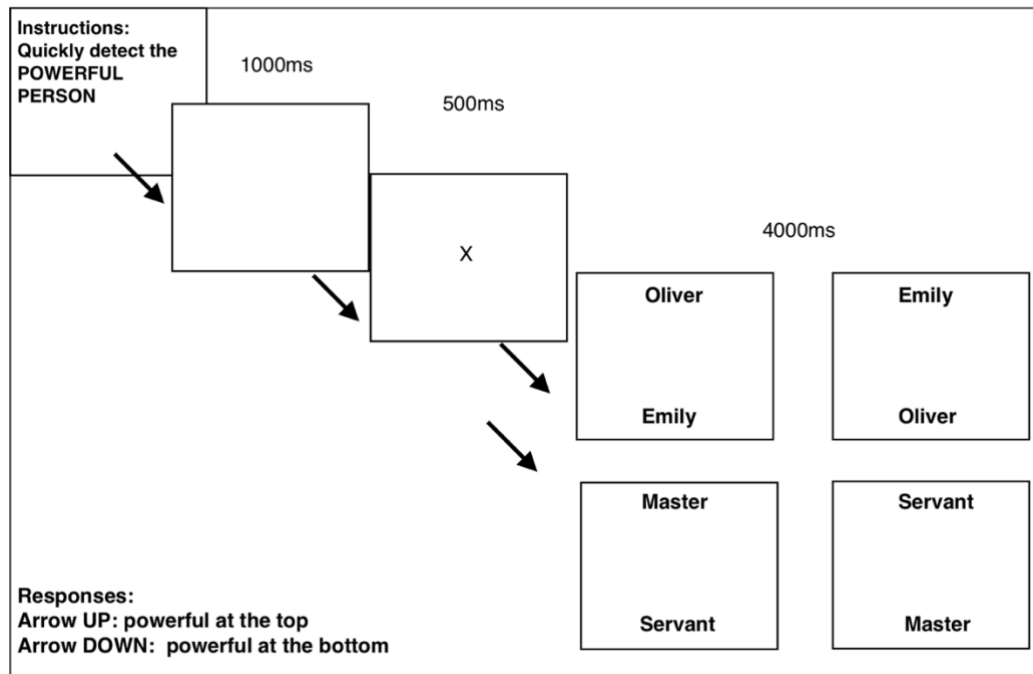 Instructions:
Quickly detect the
POWERFUL
PERSON
1000ms
500ms
X
4000ms
Oliver
Emily
Emily
Oliver
Master
Servant
Servant
Master
Responses:
Arrow UP: powerful at the top
Arrow DOWN: powerful at the bottom